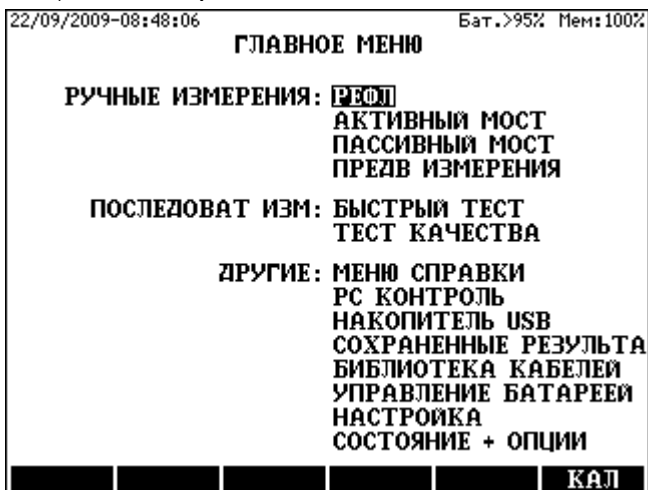 22/09/2009-08:48:06 Бат.>95% Мем:100%
ГЛАВНОЕ МЕНЮ
РУЧНЫЕ ИЗМЕРЕНИЯ: РЕФЛ
АКТИВНЫЙ МОСТ
ПАССИВНЫЙ МОСТ
ПРЕДВ ИЗМЕРЕНИЯ
ПОСЛЕДОВАТ ИЗМ: БЫСТРЫЙ ТЕСТ
ТЕСТ КАЧЕСТВА
ДРУГИЕ: МЕНЮ СПРАВКИ
РС КОНТРОЛЬ
НАКОПИТЕЛЬ USB
СОХРАНЕННЫЕ РЕЗУЛЬТА
БИБЛИОТЕКА КАБЕЛЕЙ
УПРАВЛЕНИЕ БАТАРЕЕЙ
НАСТРОЙКА
СОСТОЯНИЕ + ОПЦИИ
КАЛ